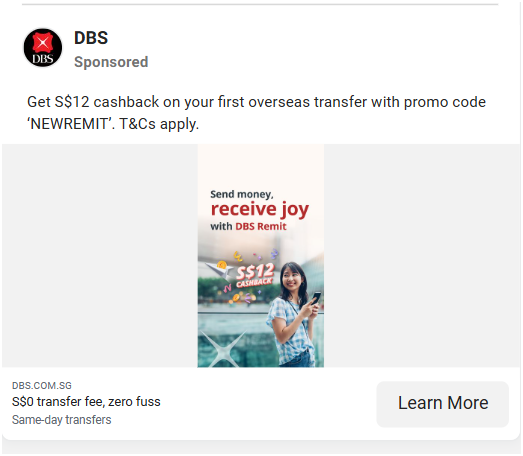 DBS
DBS
Sponsored
Get S$12 cashback on your first overseas transfer with promo code
‘NEWREMIT’. T&Cs apply.
Send money,
receive joy
with DBS Remit
S$12
CASHBACK
DBS.COM.SG
S$0 transfer fee, zero fuss
Same-day transfers
Learn More